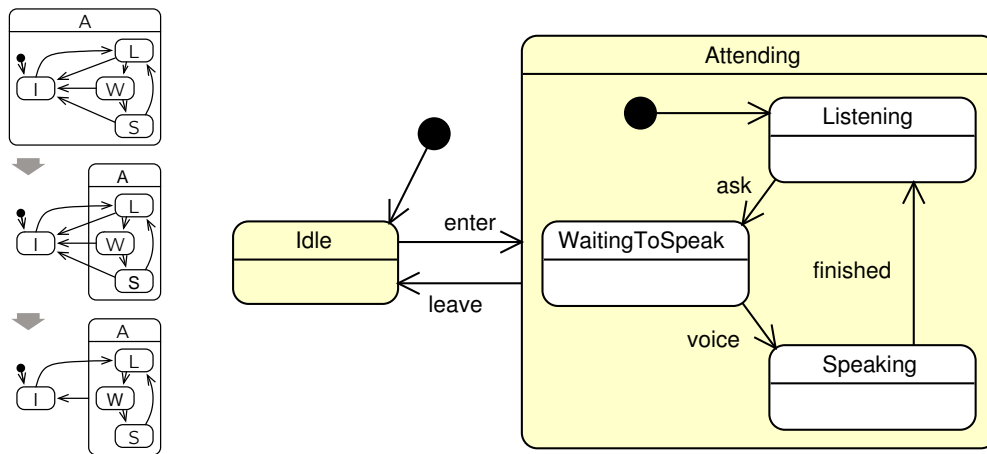 A
L
I
W
S
A
L
I
W
S
A
L
I
W
S
Attending
Listening
ask
enter
Idle
WaitingToSpeak
finished
leave
voice
Speaking